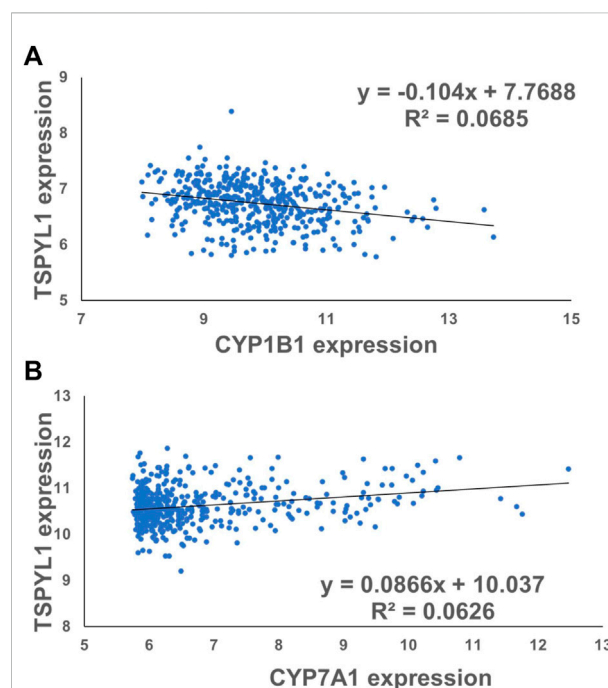 A
9
8
7
6
5
TSPYL1 expression
y = -0.104x + 7.7688
R² = 0.0685
7 9 11 13 15
CYP1B1 expression
B
13
12
11
10
9
8
TSPYL1 expression
y = 0.0866x + 10.037
R² = 0.0626
5 6 7 8 9 10 11 12 13
CYP7A1 expression